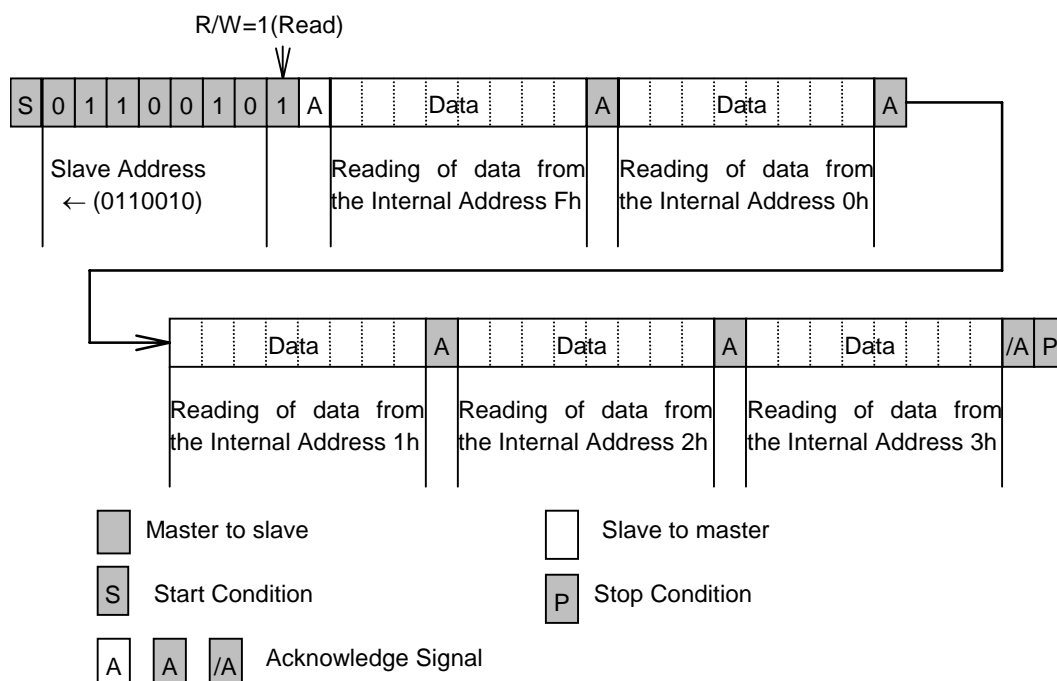 R/W=1(Read)
S 0 1 1 0 0 1 0 1 A Data A Data A
Slave Address
← (0110010)
Reading of data from
the Internal Address Fh
Reading of data from
the Internal Address 0h
Data A Data A Data /A P
Reading of data from
the Internal Address 1h
Reading of data from
the Internal Address 2h
Reading of data from
the Internal Address 3h
Master to slave
Slave to master
S Start Condition
P Stop Condition
A A /A Acknowledge Signal